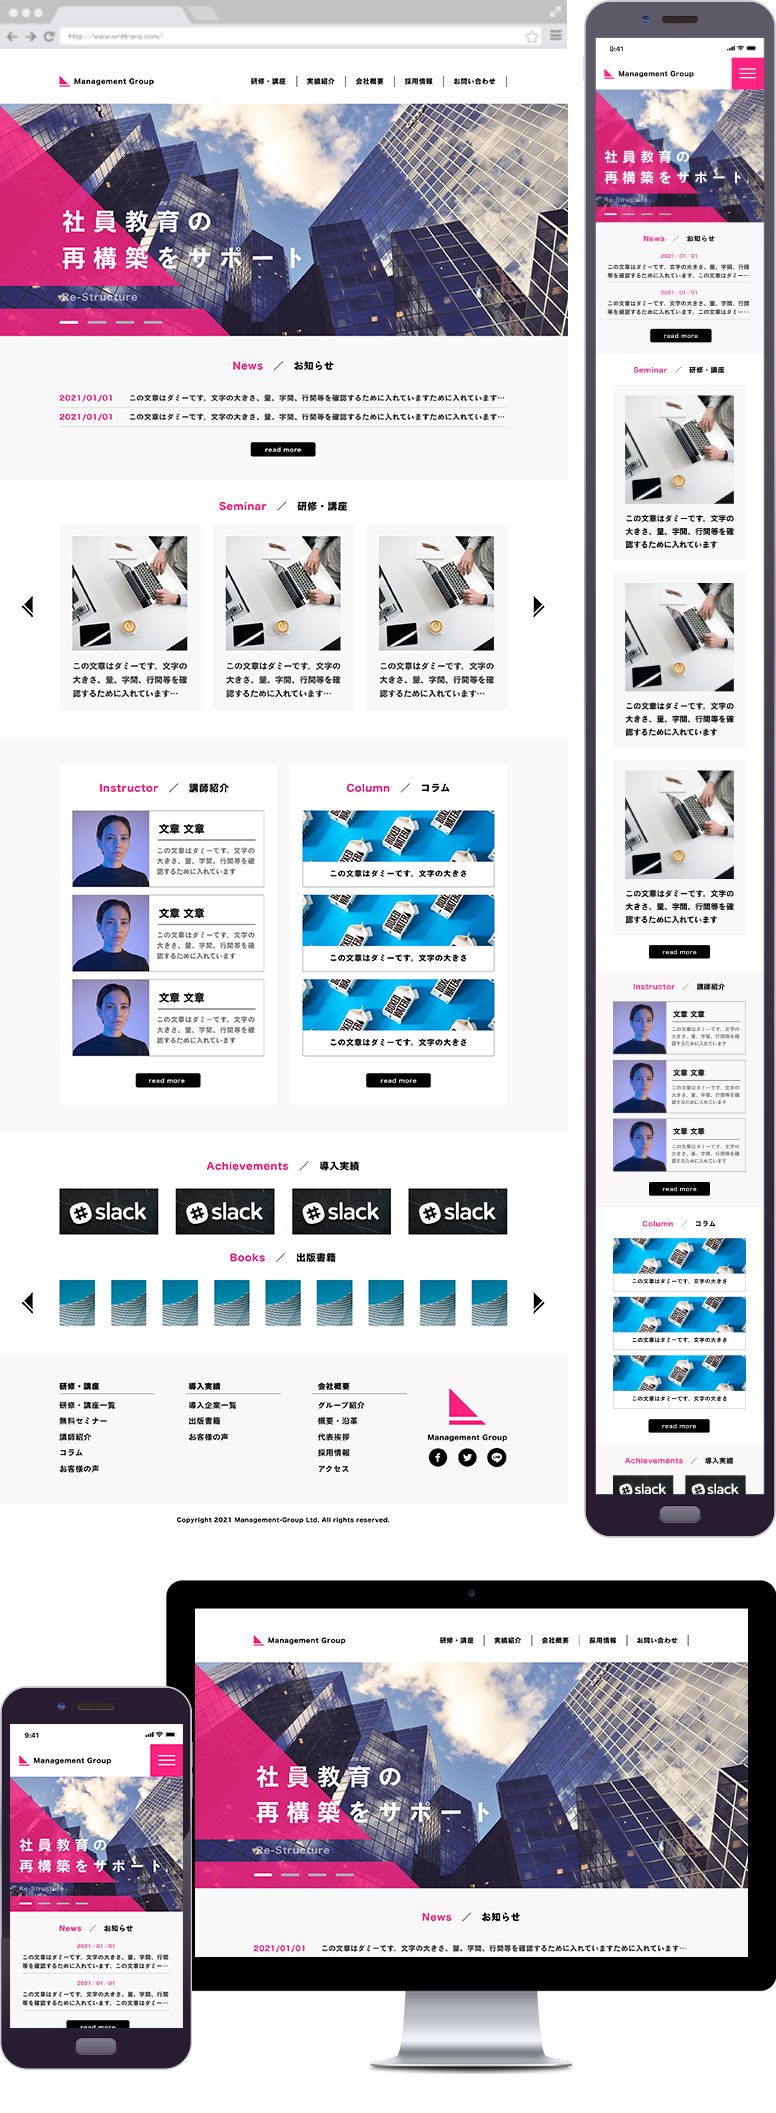 http://www.wrdtrans.com/
Management Group
研修・講座
実績紹介
会社概要
採用情報
お問い合わせ
社員教育の
再構築をサポート
Re-Structure
News ／ お知らせ
2021/01/01 この文章はダミーです。文字の大きさ、量、字間、行間等を確認するために入れていますために入れています…
2021/01/01 この文章はダミーです。文字の大きさ、量、字間、行間等を確認するために入れていますために入れています…
read more
Seminar ／ 研修・講座
この文章はダミーです。文字の
大きさ、量、字間、行間等を確
認するために入れています…
この文章はダミーです。文字の
大きさ、量、字間、行間等を確
認するために入れています…
この文章はダミーです。文字の
大きさ、量、字間、行間等を確
認するために入れています…
Instructor ／ 講師紹介
文章 文章
この文章はダミーです。文字の
大きさ、量、字間、行間等を確
認するために入れています
文章 文章
この文章はダミーです。文字の
大きさ、量、字間、行間等を確
認するために入れています
文章 文章
この文章はダミーです。文字の
大きさ、量、字間、行間等を確
認するために入れています
read more
Column ／ コラム
BOXED WATER
この文章はダミーです。文字の大きさ
BOXED WATER
この文章はダミーです。文字の大きさ
BOXED WATER
この文章はダミーです。文字の大きさ
read more
Achievements ／ 導入実績
slack
slack
slack
slack
Books ／ 出版書籍
研修・講座
研修・講座一覧
無料セミナー
講師紹介
コラム
お客様の声
導入実績
導入企業一覧
出版書籍
お客様の声
会社概要
グループ紹介
概要・沿革
代表挨拶
採用情報
アクセス
Management Group
Copyright 2021 Management-Group Ltd. All rights reserved.
9:41
Management Group
社員教育の
再構築をサポート
Re-Structure
News ／ お知らせ
2021/01/01
この文章はダミーです。文字の大きさ、量、字間、行間
等を確認するために入れています。この文章はダミー…
2021/01/01
この文章はダミーです。文字の大きさ、量、字間、行間
等を確認するために入れています。この文章はダミー…
read more
Seminar ／ 研修・講座
この文章はダミーです。文字の
大きさ、量、字間、行間等を確
認するために入れています
この文章はダミーです。文字の
大きさ、量、字間、行間等を確
認するために入れています
この文章はダミーです。文字の
大きさ、量、字間、行間等を確
認するために入れています
read more
Instructor ／ 講師紹介
文章 文章
この文章はダミーです。文字の
大きさ、量、字間、行間等を確
認するために入れています
文章 文章
この文章はダミーです。文字の
大きさ、量、字間、行間等を確
認するために入れています
文章 文章
この文章はダミーです。文字の
大きさ、量、字間、行間等を確
認するために入れています
read more
Column ／ コラム
この文章はダミーです。文字の大きさ
この文章はダミーです。文字の大きさ
この文章はダミーです。文字の大きさ
read more
Achievements ／ 導入実績
slack
slack
9:41
Management Group
社員教育の
再構築をサポート
Re-Structure
News ／ お知らせ
2021/01/01
この文章はダミーです。文字の大きさ、量、字間、行間
等を確認するために入れています。この文章はダミー…
2021/01/01
この文章はダミーです。文字の大きさ、量、字間、行間
等を確認するために入れています。この文章はダミー…
read more
Management Group
研修・講座
実績紹介
会社概要
採用情報
お問い合わせ
社員教育の
再構築をサポート
Re-Structure
News ／ お知らせ
2021/01/01 この文章はダミーです。文字の大きさ、量、字間、行間等を確認するために入れていますために入れています…